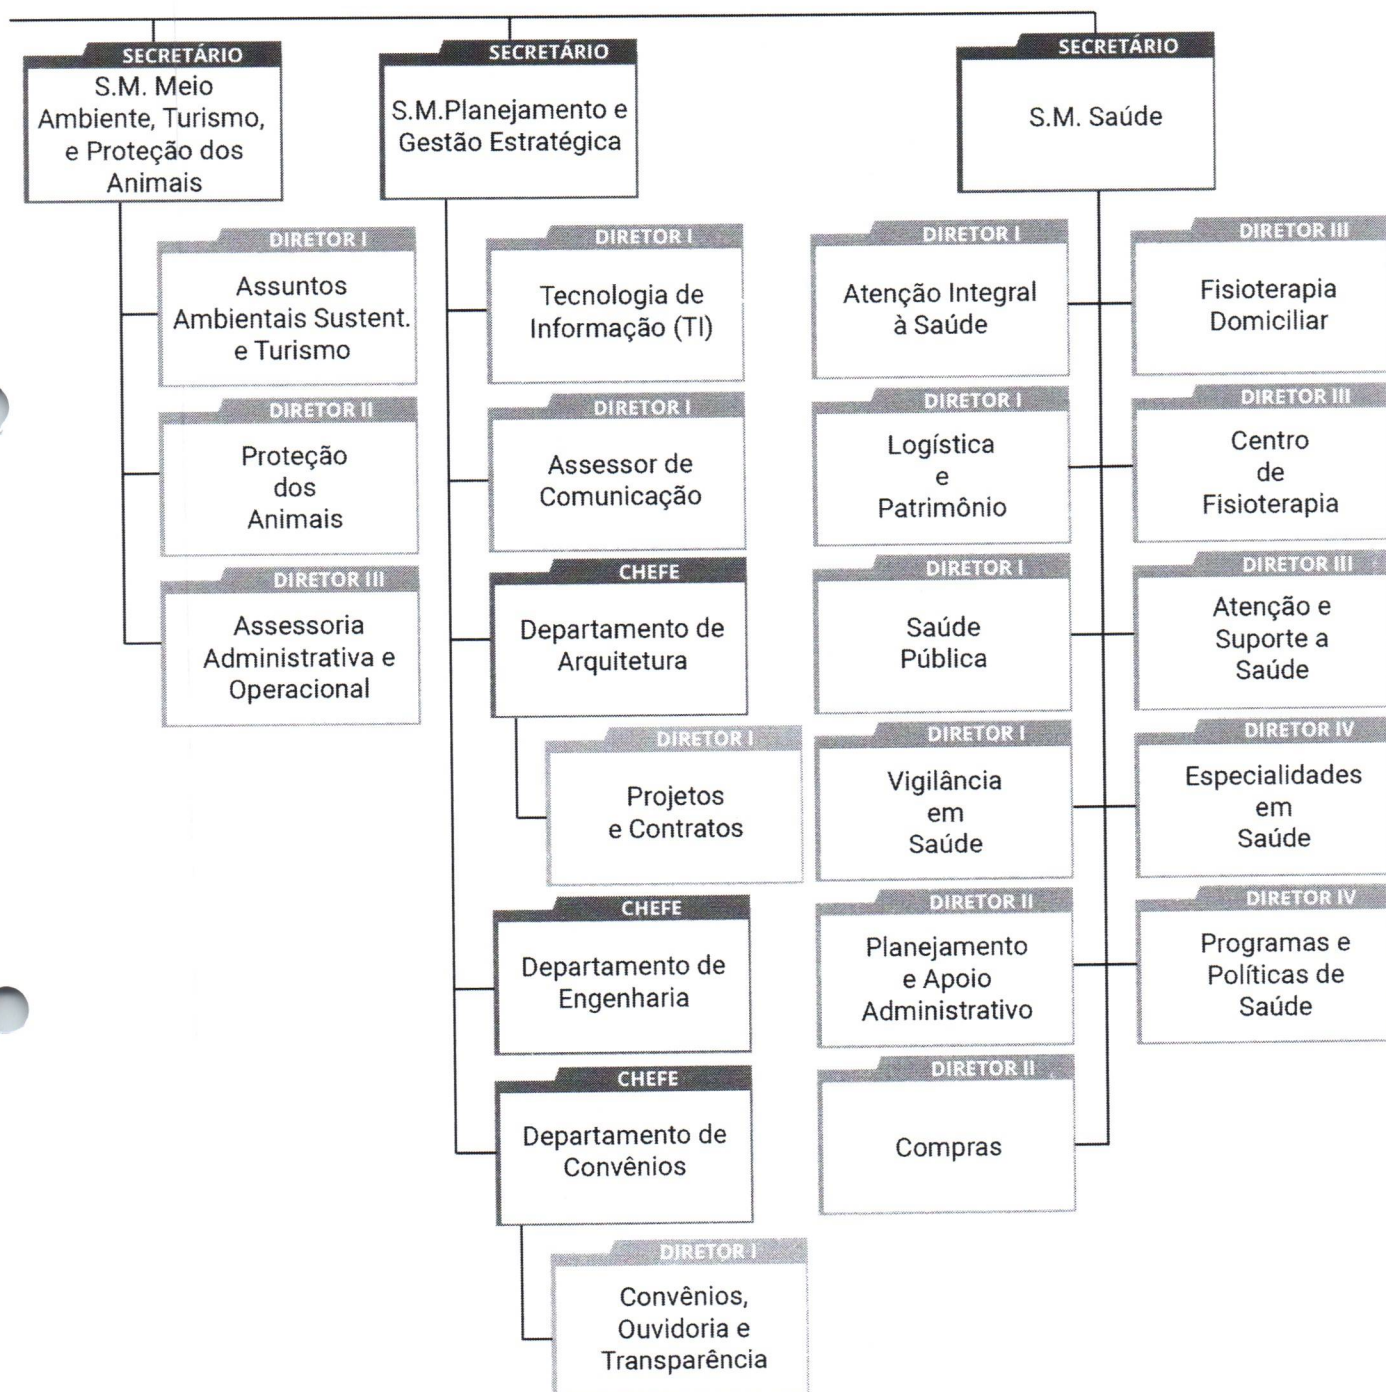 SECRETÁRIO
S.M. Meio
Ambiente, Turismo,
e Proteção dos
Animais
DIRETOR I
Assuntos
Ambientais Sustent.
e Turismo
DIRETOR II
Proteção
dos
Animais
DIRETOR III
Assessoria
Administrativa e
Operacional
SECRETÁRIO
S.M.Planejamento e
Gestão Estratégica
DIRETOR I
Tecnologia de
Informação (TI)
DIRETOR I
Assessor de
Comunicação
CHEFE
Departamento de
Arquitetura
DIRETOR I
Projetos
e Contratos
CHEFE
Departamento de
Engenharia
CHEFE
Departamento de
Convênios
DIRETOR I
Convênios,
Ouvidoria e
Transparência
SECRETÁRIO
S.M. Saúde
DIRETOR I
Atenção Integral
à Saúde
DIRETOR I
Logística
e
Patrimônio
DIRETOR I
Saúde
Pública
DIRETOR I
Vigilância
em
Saúde
DIRETOR II
Planejamento
e Apoio
Administrativo
DIRETOR II
Compras
DIRETOR III
Fisioterapia
Domiciliar
DIRETOR III
Centro
de
Fisioterapia
DIRETOR III
Atenção e
Suporte a
Saúde
DIRETOR IV
Especialidades
em
Saúde
DIRETOR IV
Programas e
Políticas de
Saúde